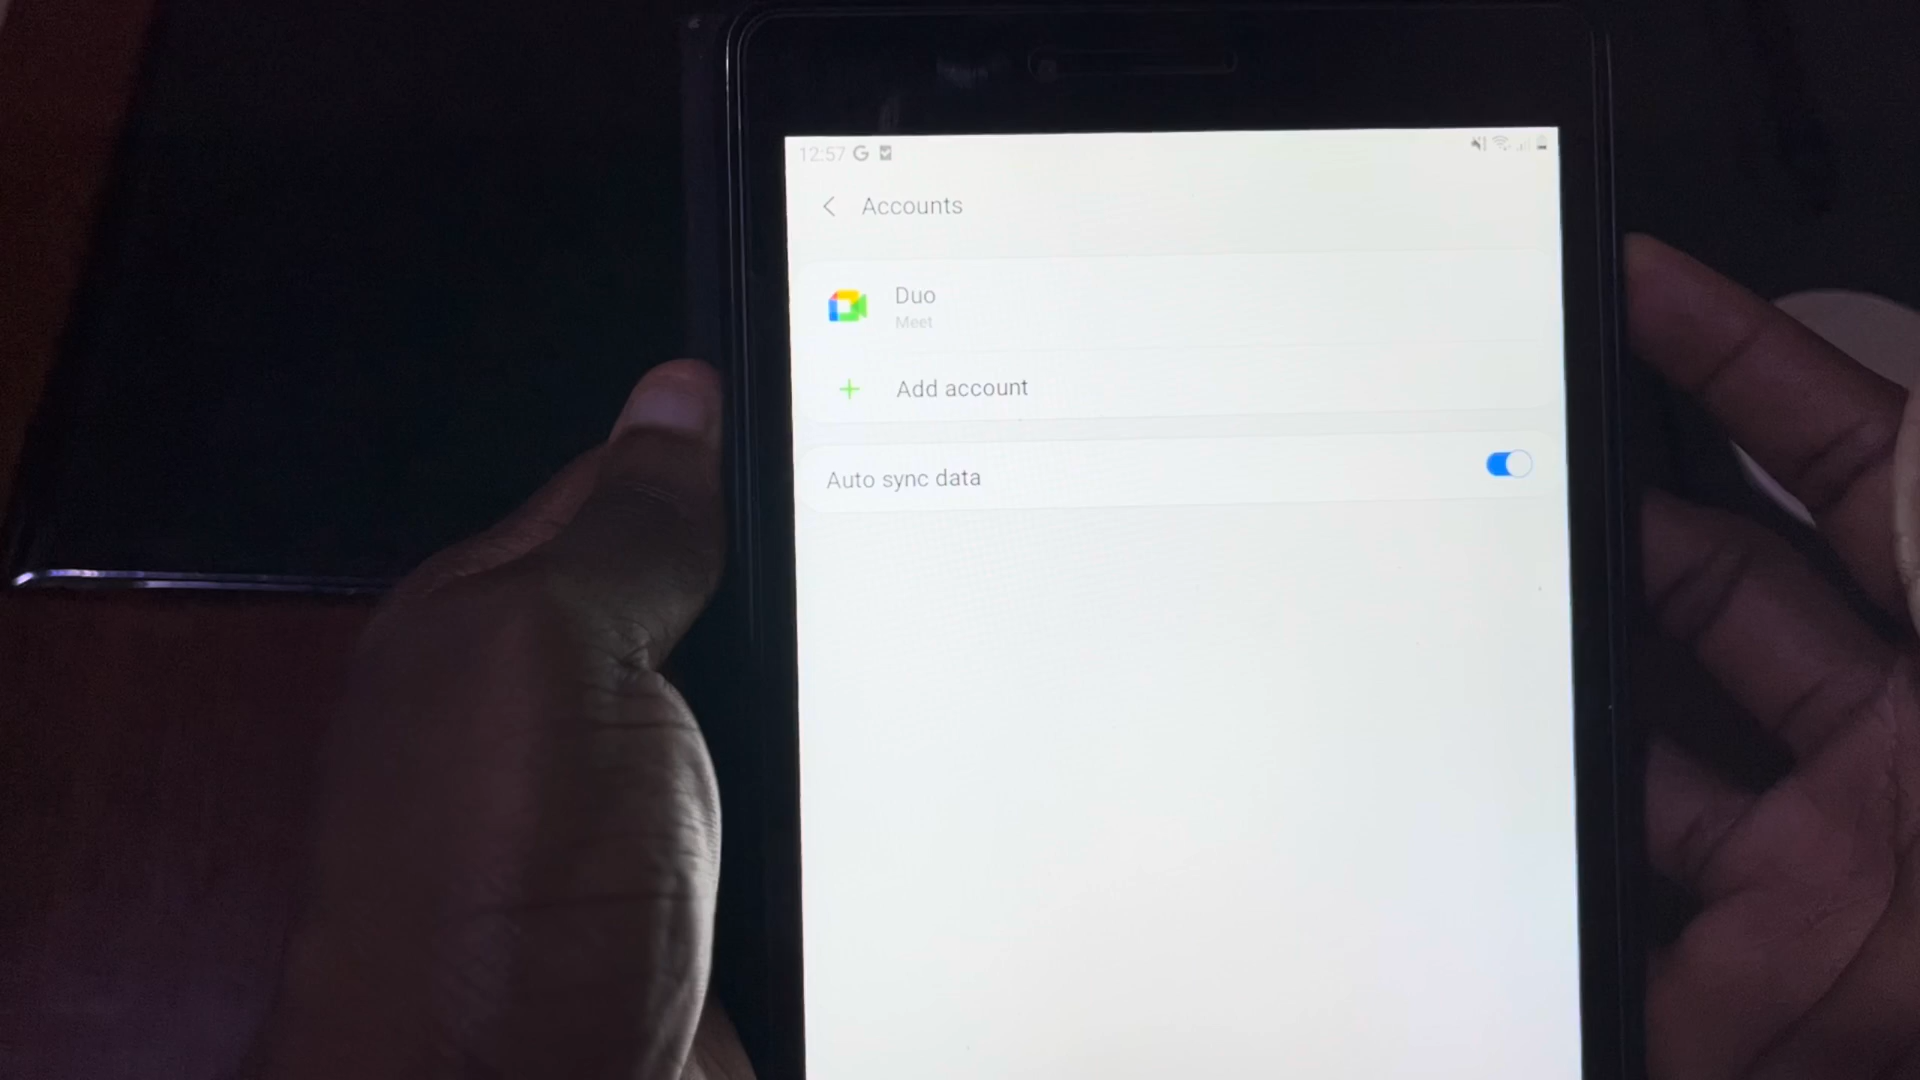 12:57 G
Accounts
Duo
Meet
Add account
Auto sync data